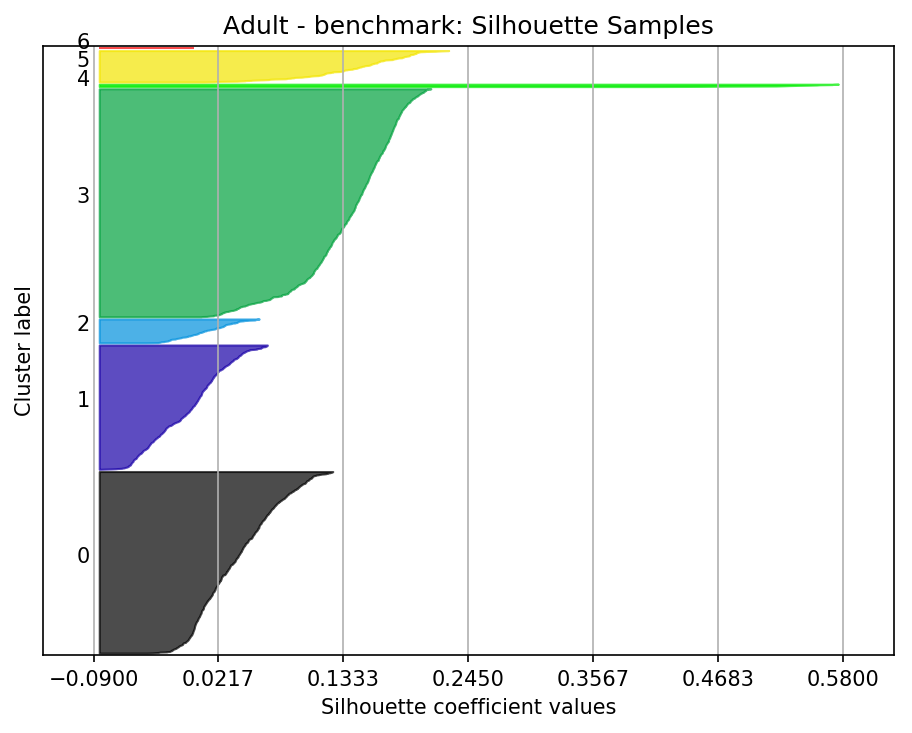 Adult - benchmark: Silhouette Samples
6
5
4
3
2
1
0
Cluster label
−0.0900 0.0217 0.1333 0.2450 0.3567 0.4683 0.5800
Silhouette coefficient values